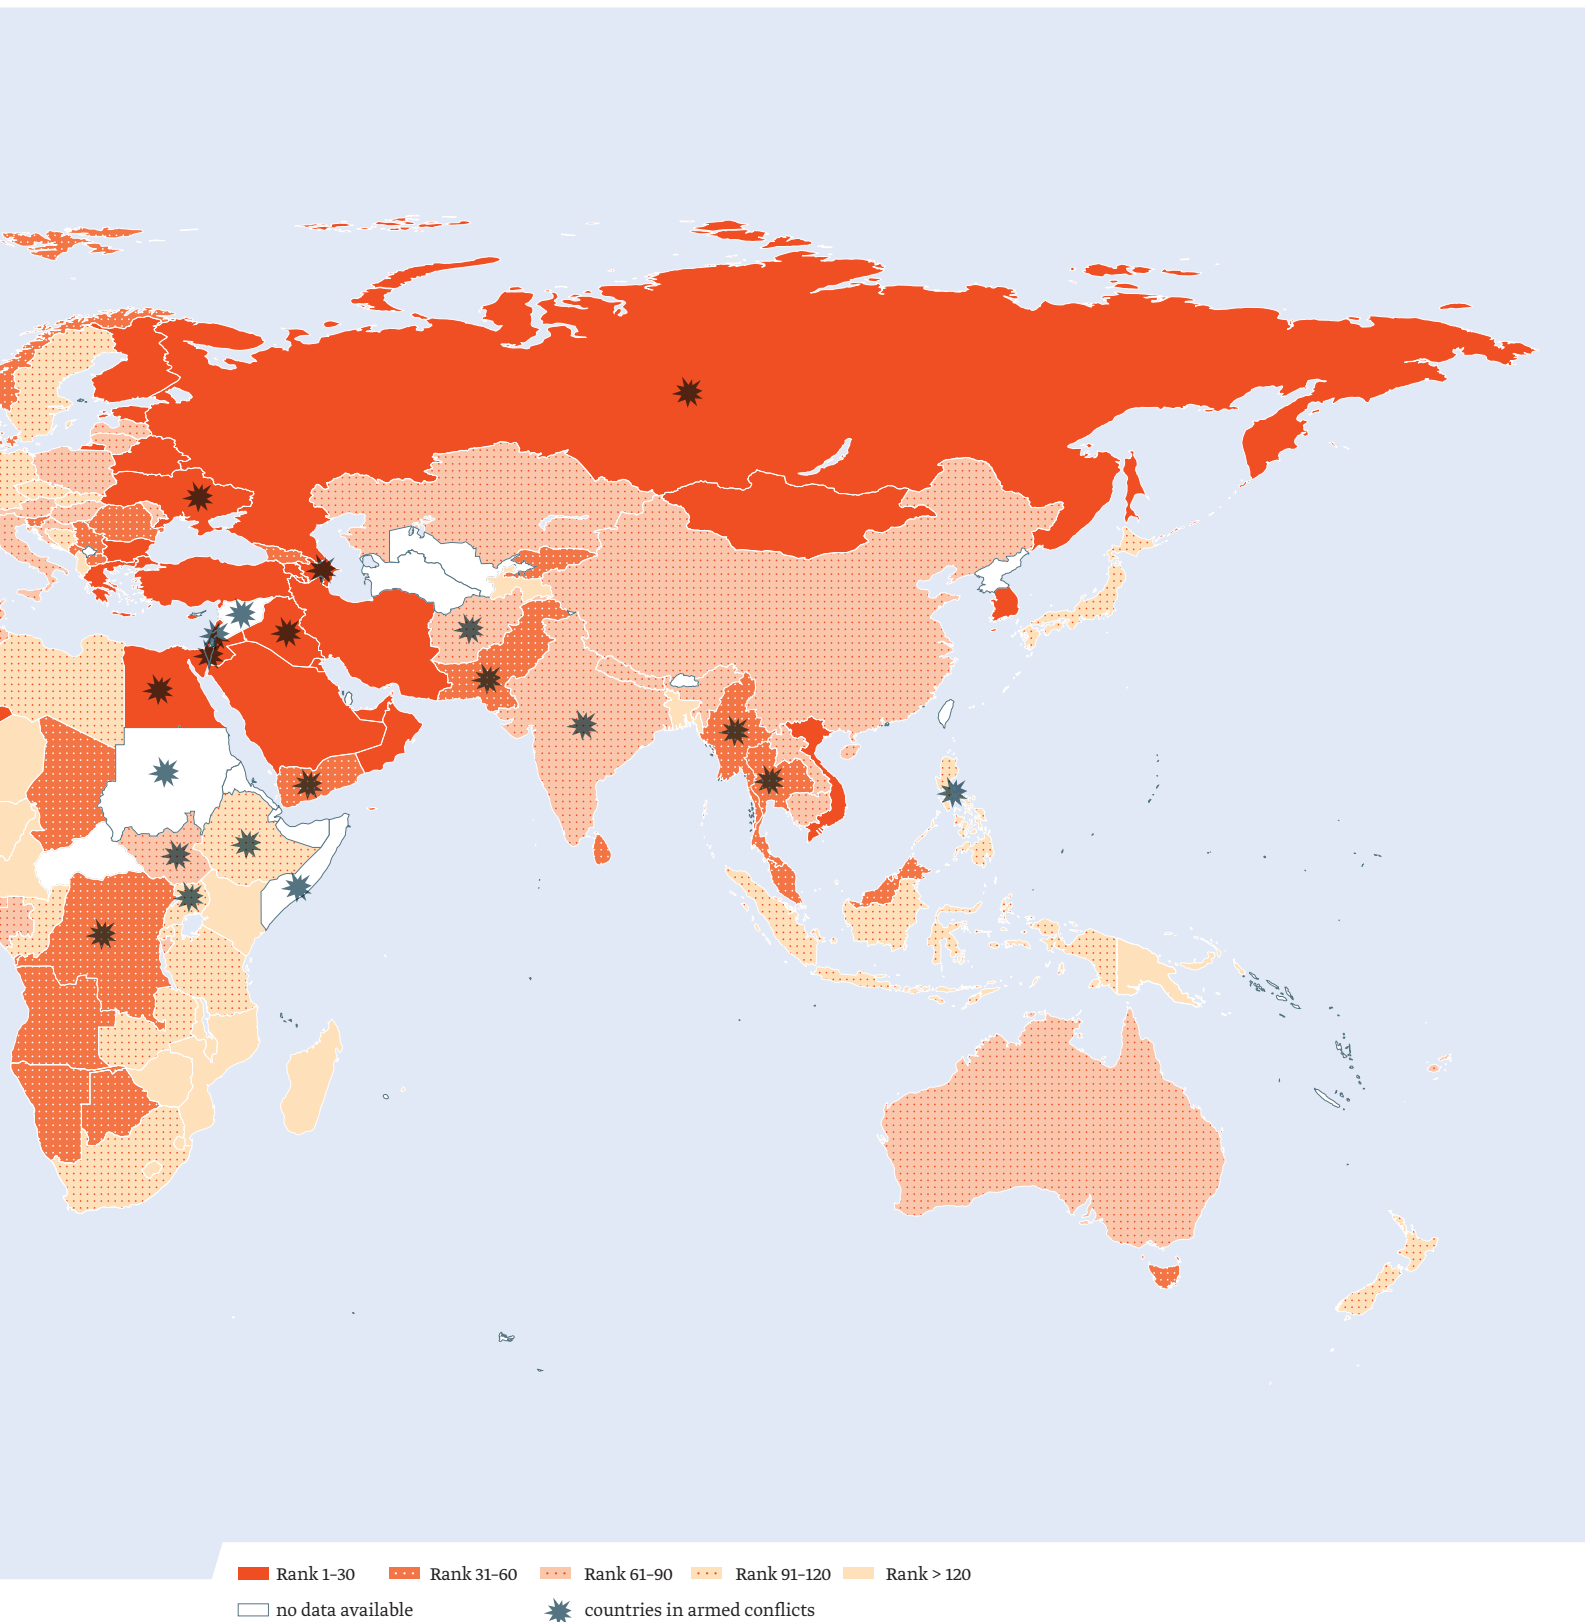 Rank 1–30 Rank 31–60 Rank 61–90 Rank 91–120 Rank > 120
no data available countries in armed conflicts